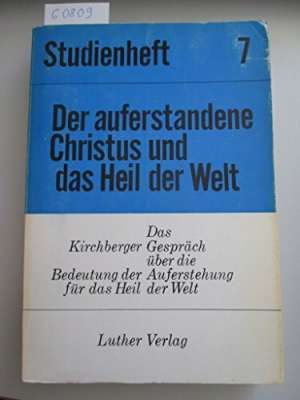 C0809
Studienheft 7
Der auferstandene
Christus und
das Heil der Welt
Das
Kirchberger Gespräch
über die
Bedeutung der Auferstehung
für das Heil der Welt
Luther Verlag